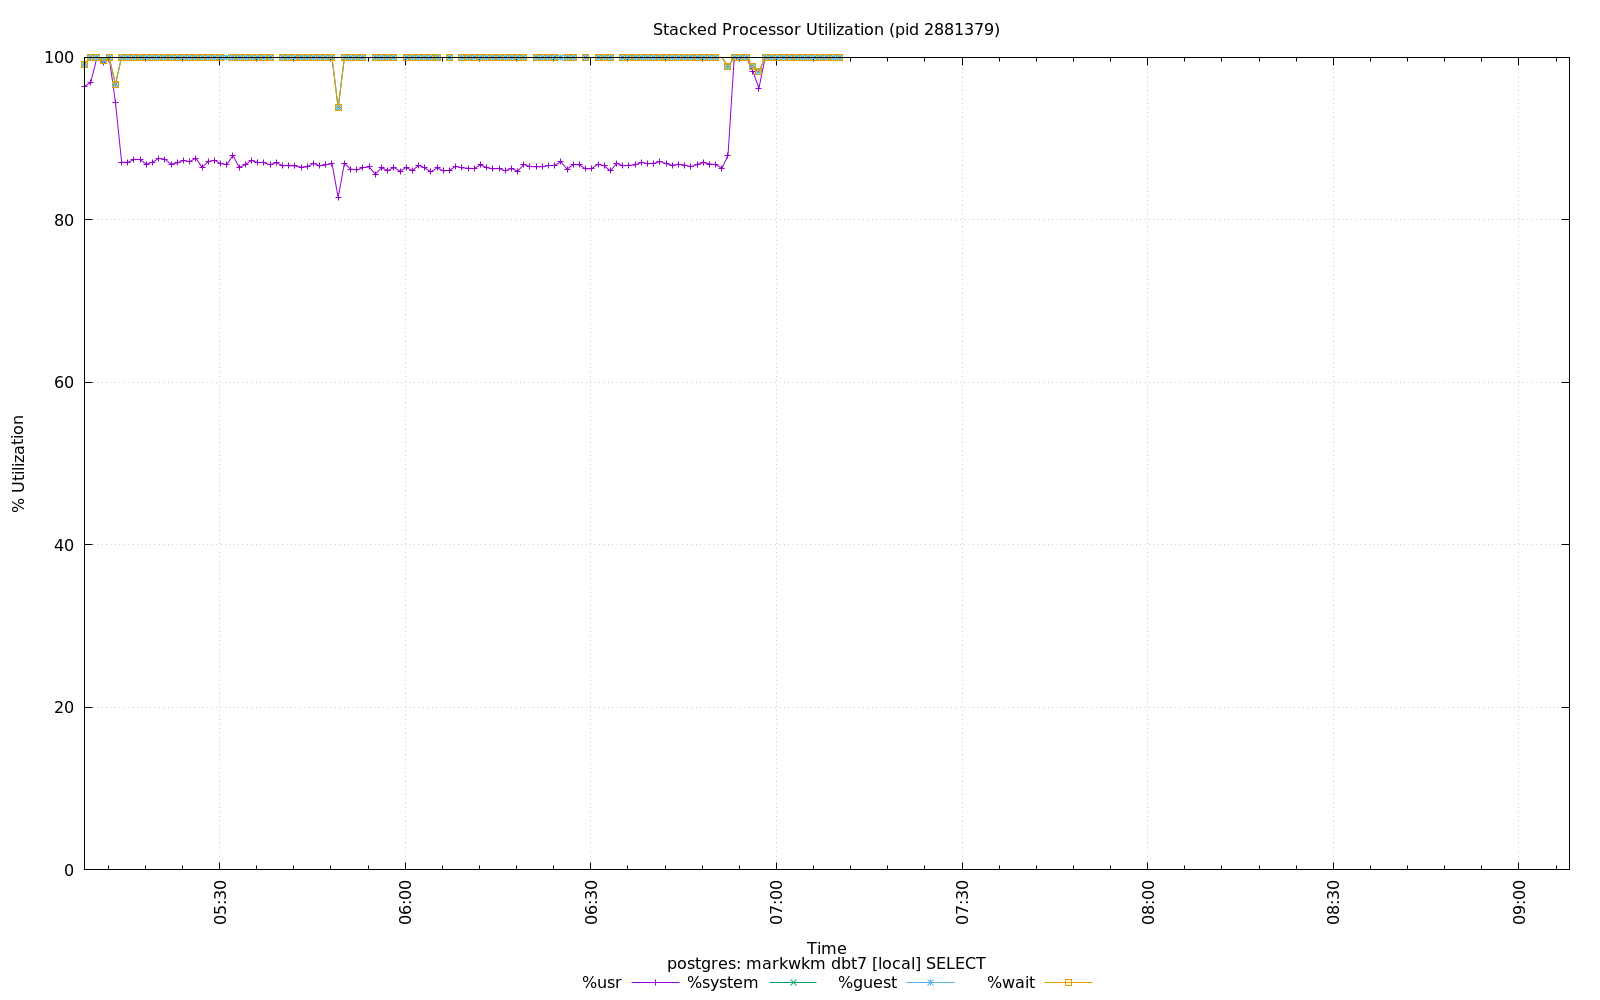 Stacked Processor Utilization (pid 2881379)
100
80
60
40
20
0
% Utilization
05:30
06:00
06:30
07:00
07:30
08:00
08:30
09:00
Time
postgres: markwkm dbt7 [local] SELECT
%usr %system %guest %wait